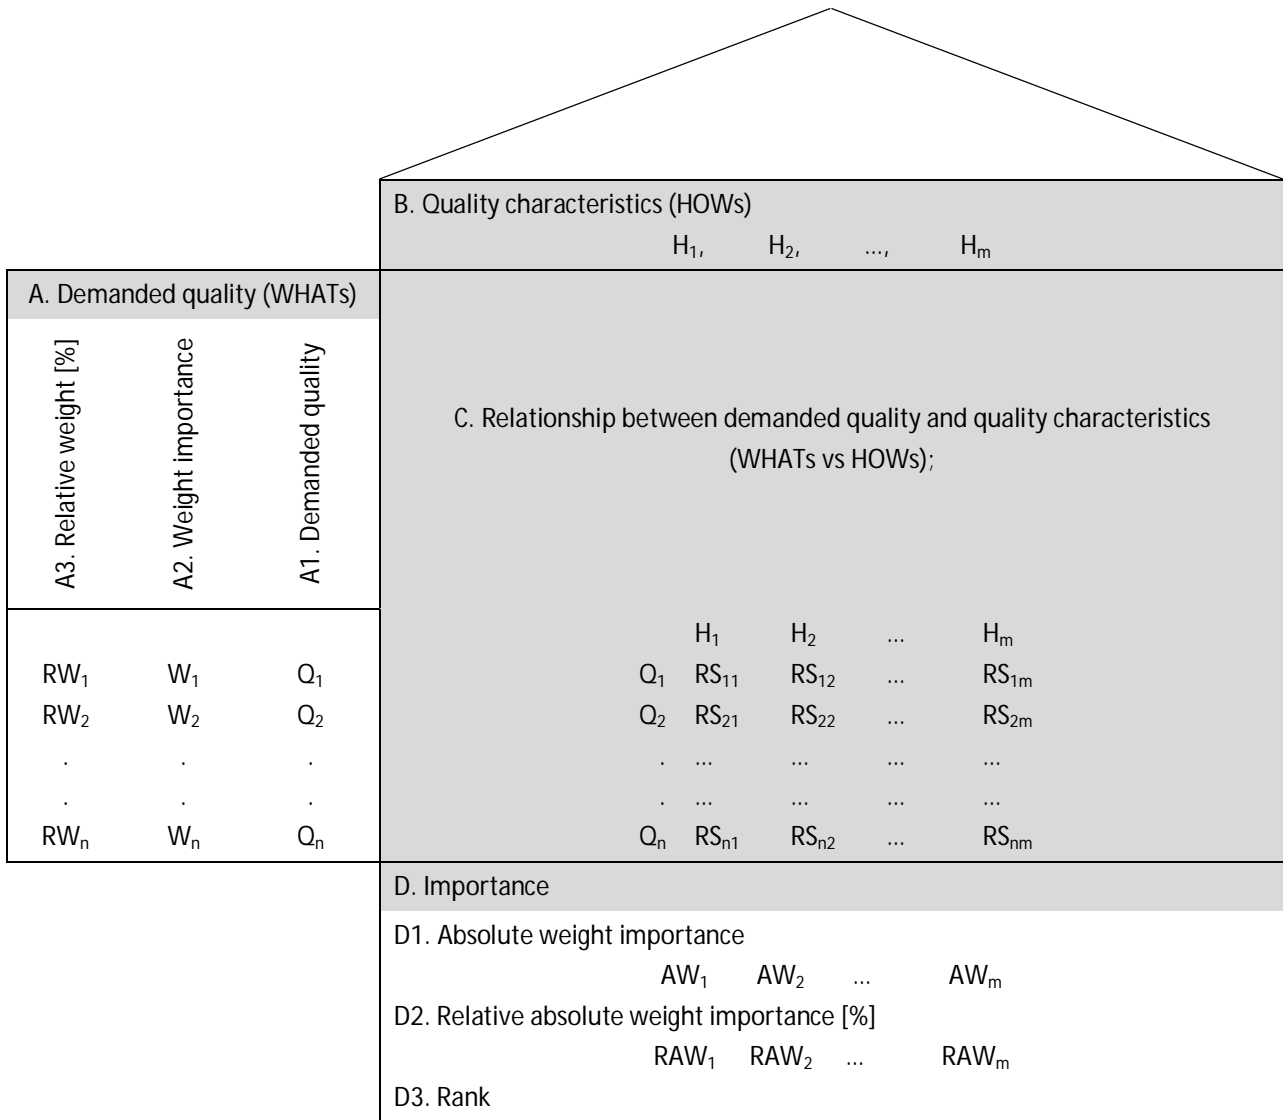 B. Quality characteristics (HOWs)
H₁, H₂, ..., Hₘ
A. Demanded quality (WHATs)
A3. Relative weight [%]
A2. Weight importance
A1. Demanded quality
C. Relationship between demanded quality and quality characteristics
(WHATs vs HOWs);
H₁ H₂ ... Hₘ
RW₁ W₁ Q₁ Q₁ RS₁₁ RS₁₂ ... RS₁ₘ
RW₂ W₂ Q₂ Q₂ RS₂₁ RS₂₂ ... RS₂ₘ
. . . . ... ... ... ...
. . . . ... ... ... ...
RWₙ Wₙ Qₙ Qₙ RSₙ₁ RSₙ₂ ... RSₙₘ
D. Importance
D1. Absolute weight importance
AW₁ AW₂ ... AWₘ
D2. Relative absolute weight importance [%]
RAW₁ RAW₂ ... RAWₘ
D3. Rank